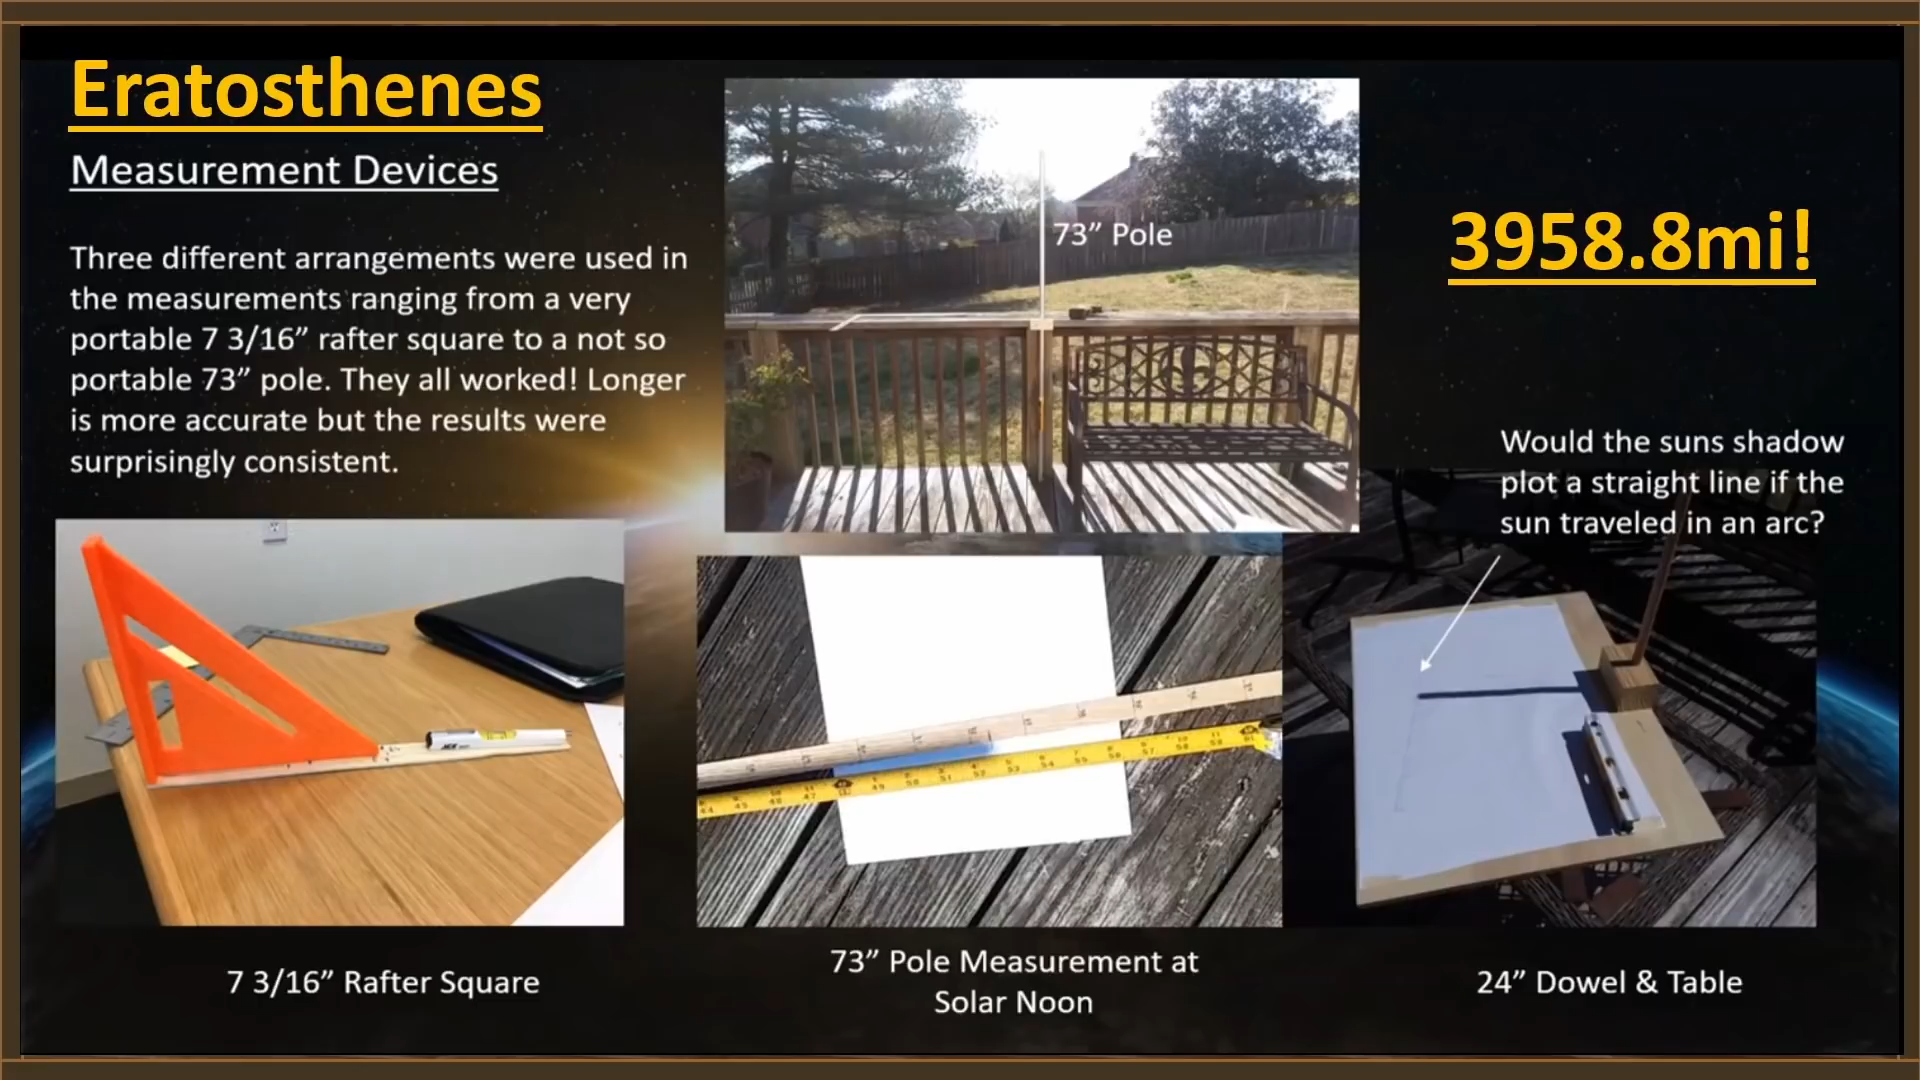 Eratosthenes
Measurement Devices
Three different arrangements were used in
the measurements ranging from a very
portable 7 3/16” rafter square to a not so
portable 73” pole. They all worked! Longer
is more accurate but the results were
surprisingly consistent.
73” Pole
3958.8mi!
Would the suns shadow
plot a straight line if the
sun traveled in an arc?
7 3/16” Rafter Square
73” Pole Measurement at
Solar Noon
24” Dowel & Table